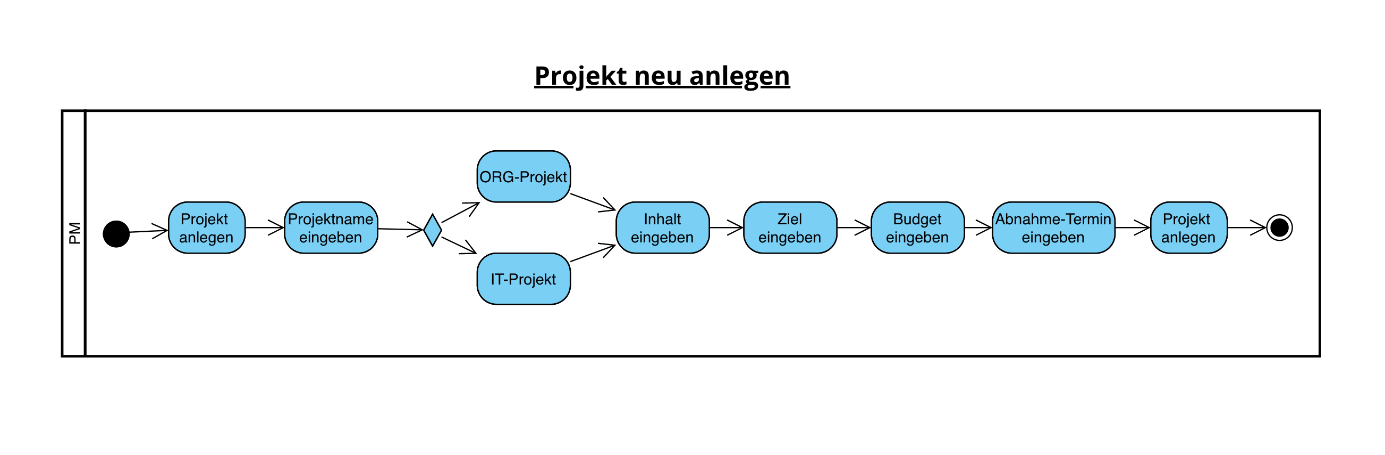 Projekt neu anlegen
PM
Projekt
anlegen
Projektname
eingeben
ORG-Projekt
IT-Projekt
Inhalt
eingeben
Ziel
eingeben
Budget
eingeben
Abnahme-Termin
eingeben
Projekt
anlegen